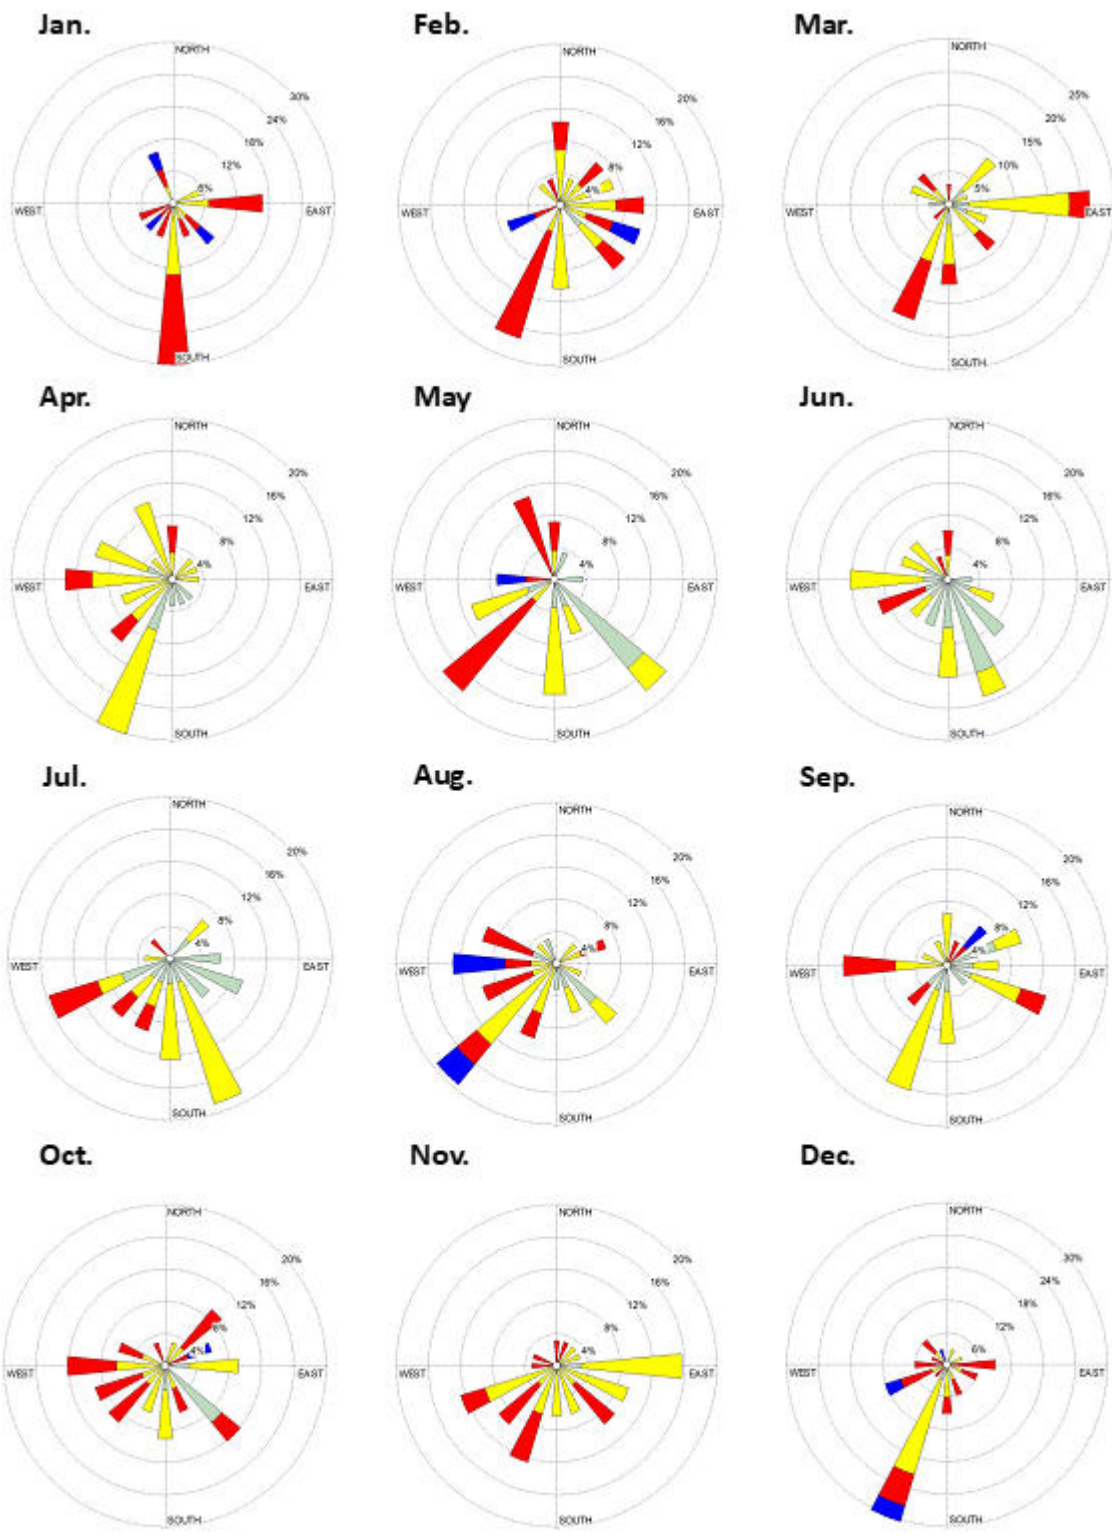 Jan. Feb. Mar.
NORTH NORTH NORTH
30% 20% 25%
24% 16% 20%
18% 12% 15%
12% 8% 10%
6% 4% 5%
WEST EAST WEST EAST WEST EAST
SOUTH SOUTH SOUTH
Apr. May Jun.
NORTH NORTH NORTH
20% 20% 20%
16% 16% 16%
12% 12% 12%
8% 8% 8%
4% 4% 4%
WEST EAST WEST EAST WEST EAST
SOUTH SOUTH SOUTH
Jul. Aug. Sep.
NORTH NORTH NORTH
20% 20% 20%
16% 16% 16%
12% 12% 12%
8% 8% 8%
4% 4% 4%
WEST EAST WEST EAST WEST EAST
SOUTH SOUTH SOUTH
Oct. Nov. Dec.
NORTH NORTH NORTH
20% 20% 30%
16% 16% 24%
12% 12% 18%
8% 8% 12%
4% 4% 6%
WEST EAST WEST EAST WEST EAST
SOUTH SOUTH SOUTH